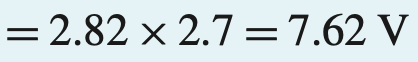 = 2.82 × 2.7 = 7.62 V